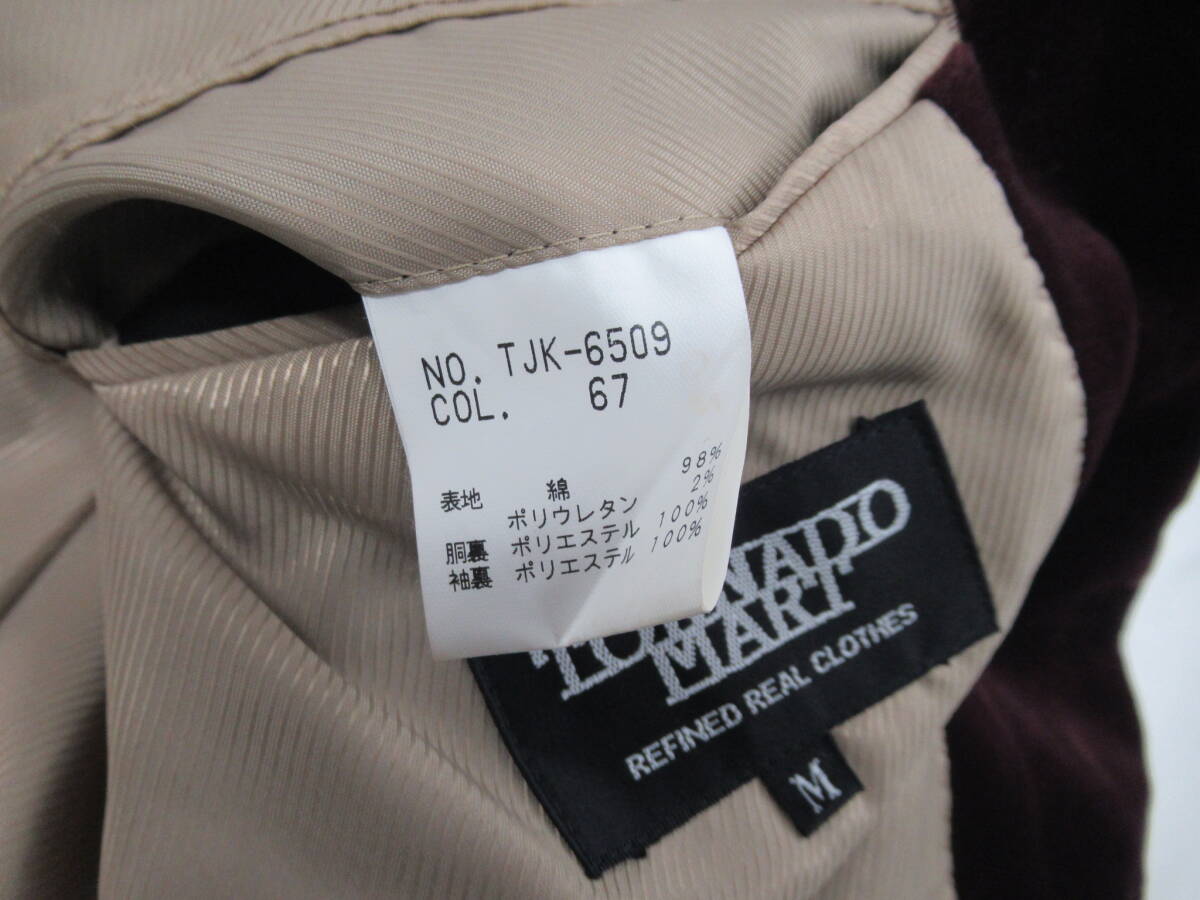 NO. TJK-6509
COL. 67
表地 綿 98%
ポリウレタン 2%
胴裏 ポリエステル 100%
袖裏 ポリエステル 100%
MART
REFINED REAL CLOTHES
M